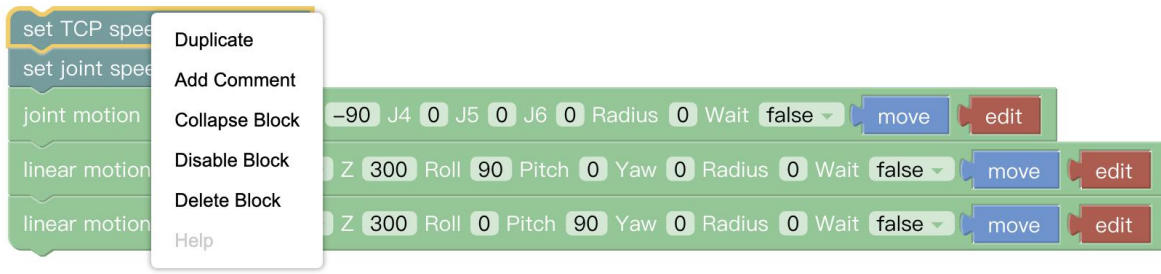 set TCP spee
Duplicate
set joint spee
Add Comment
joint motion
Collapse Block
-90 J4 0 J5 0 J6 0 Radius 0 Wait false move edit
Disable Block
linear motion
Z 300 Roll 90 Pitch 0 Yaw 0 Radius 0 Wait false move edit
Delete Block
linear motion
Z 300 Roll 0 Pitch 90 Yaw 0 Radius 0 Wait false move edit
Help